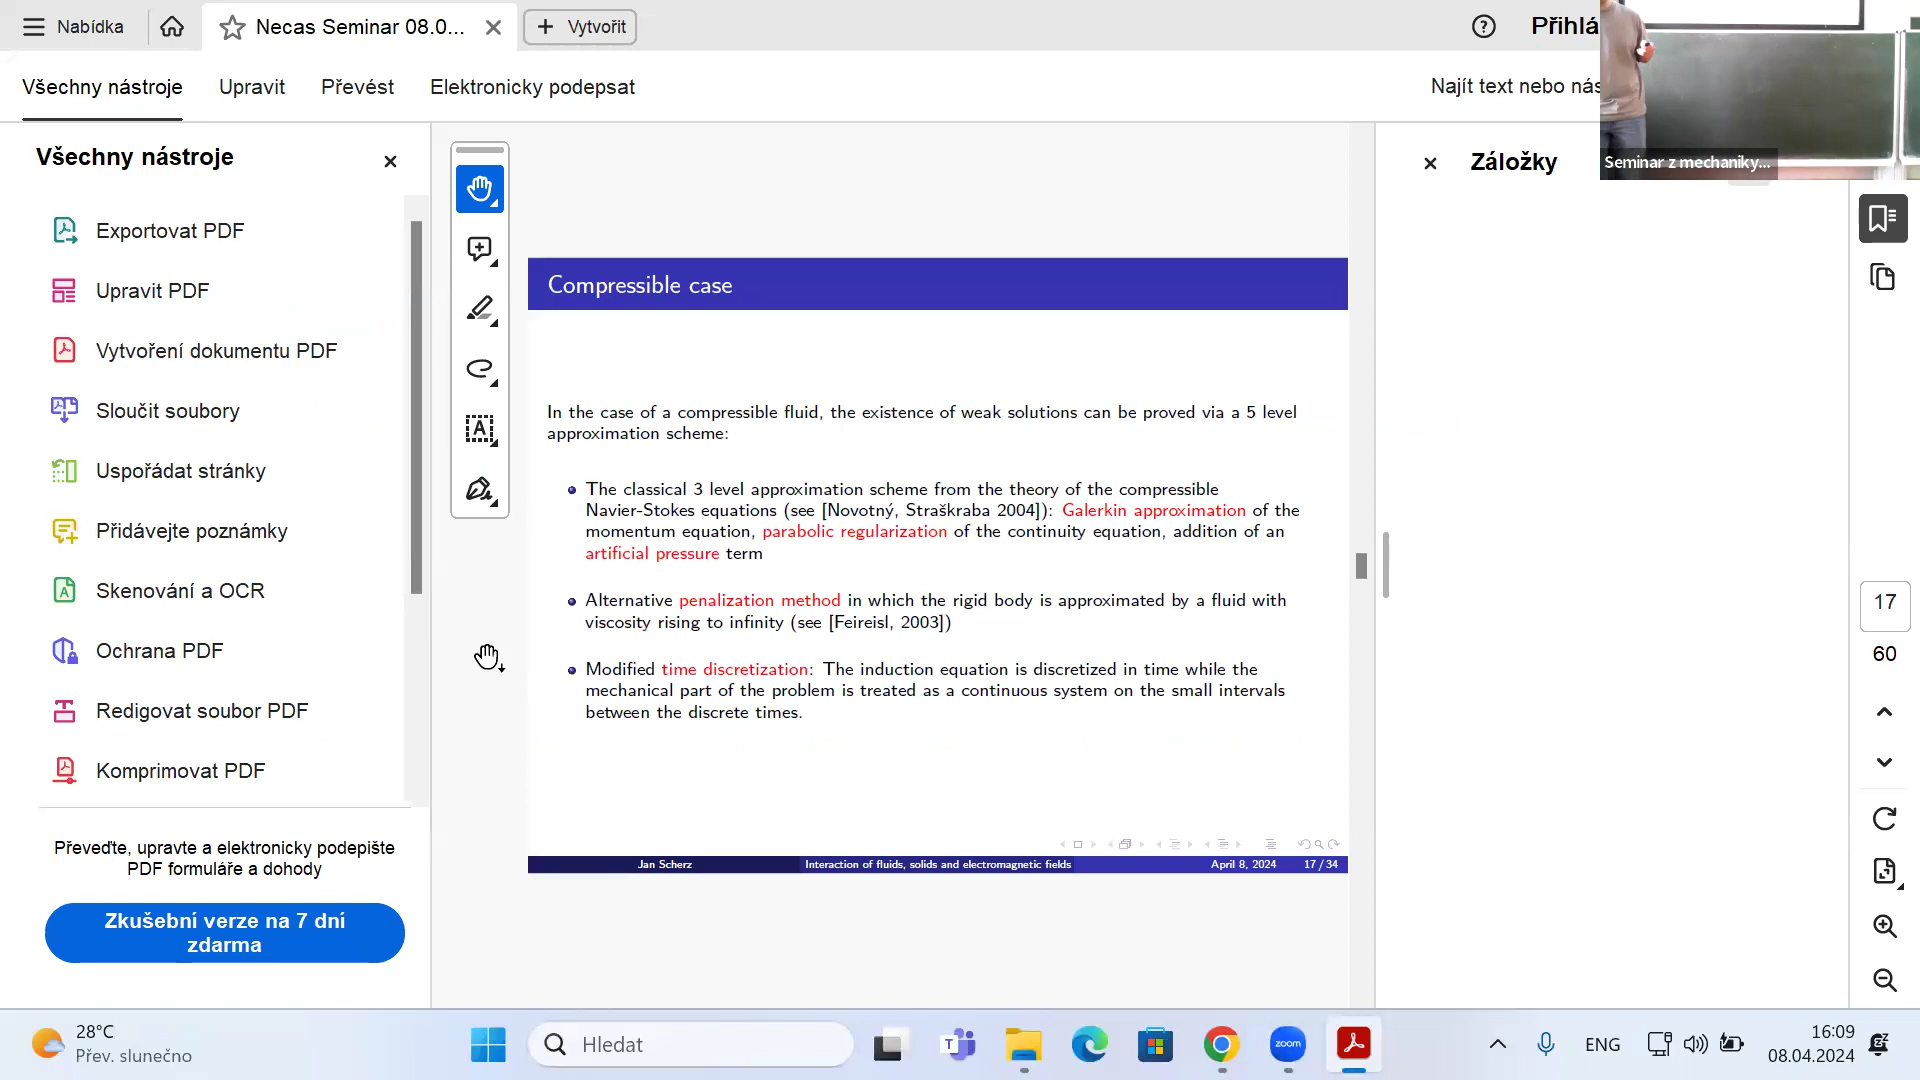 Nabídka
Necas Seminar 08.0...
Vytvořit
Všechny nástroje
Upravit
Převést
Elektronicky podepsat
Najít text nebo nás
Všechny nástroje
Exportovat PDF
Upravit PDF
Vytvoření dokumentu PDF
Sloučit soubory
Uspořádat stránky
Přidávejte poznámky
Skenování a OCR
Ochrana PDF
Redigovat soubor PDF
Komprimovat PDF
Převeďte, upravte a elektronicky podepište
PDF formuláře a dohody
Zkušební verze na 7 dní
zdarma
Compressible case
In the case of a compressible fluid, the existence of weak solutions can be proved via a 5 level
approximation scheme:
The classical 3 level approximation scheme from the theory of the compressible
Navier-Stokes equations (see [Novotný, Straškraba 2004]): Galerkin approximation of the
momentum equation, parabolic regularization of the continuity equation, addition of an
artificial pressure term
Alternative penalization method in which the rigid body is approximated by a fluid with
viscosity rising to infinity (see [Feireisl, 2003])
Modified time discretization: The induction equation is discretized in time while the
mechanical part of the problem is treated as a continuous system on the small intervals
between the discrete times.
Jan Scherz
Interaction of fluids, solids and electromagnetic fields
April 8, 2024
17 / 34
Přihlá
Seminar z mechaniky...
Záložky
17
60
28°C
Přev. slunečno
Hledat
zoom
ENG
16:09
08.04.2024